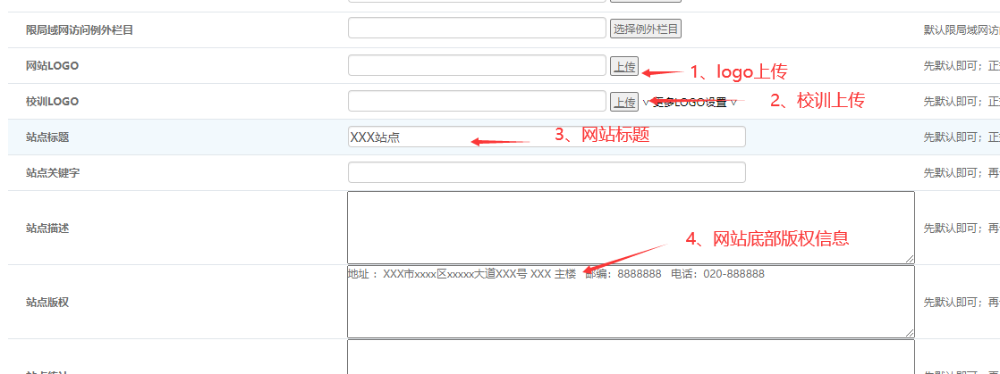 限局域网访问例外栏目 选择例外栏目 默认限局域网访
网站LOGO 上传 1、logo上传 先默认即可；正
校训LOGO 上传 ∨ 更多LOGO设置 ∨ 2、校训上传 先默认即可；正
站点标题 XXX站点 3、网站标题 先默认即可；正
站点关键字 先默认即可；再
站点描述 先默认即可；再
4、网站底部版权信息
地址 ：XXX市xxxx区xxxxx大道XXX号 XXX 主楼 邮编：8888888 电话：020-888888
站点版权 先默认即可；再